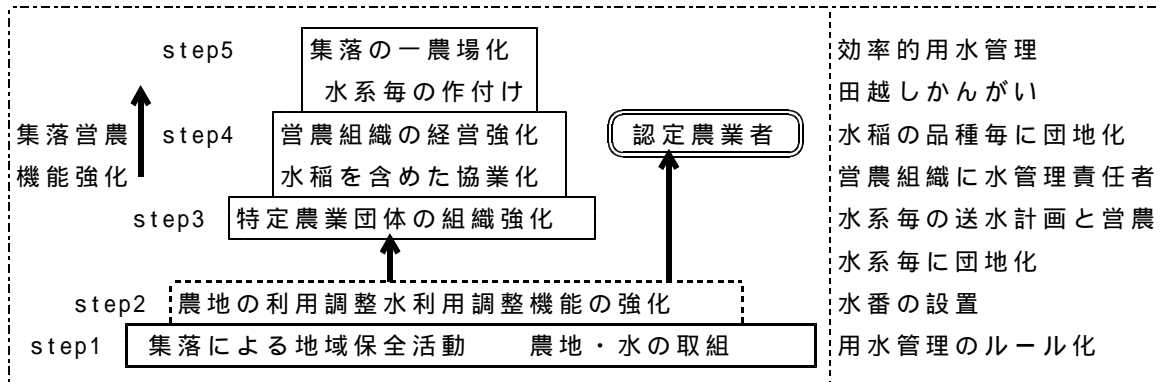 step5 集落の一農場化 効率的用水管理
水系毎の作付け 田越しかんがい
集落営農 step4 営農組織の経営強化 認定農業者 水稲の品種毎に団地化
機能強化 水稲を含めた協業化 営農組織に水管理責任者
step3 特定農業団体の組織強化 水系毎の送水計画と営農
水系毎に団地化
step2 農地の利用調整水利用調整機能の強化 水番の設置
step1 集落による地域保全活動 農地・水の取組 用水管理のルール化